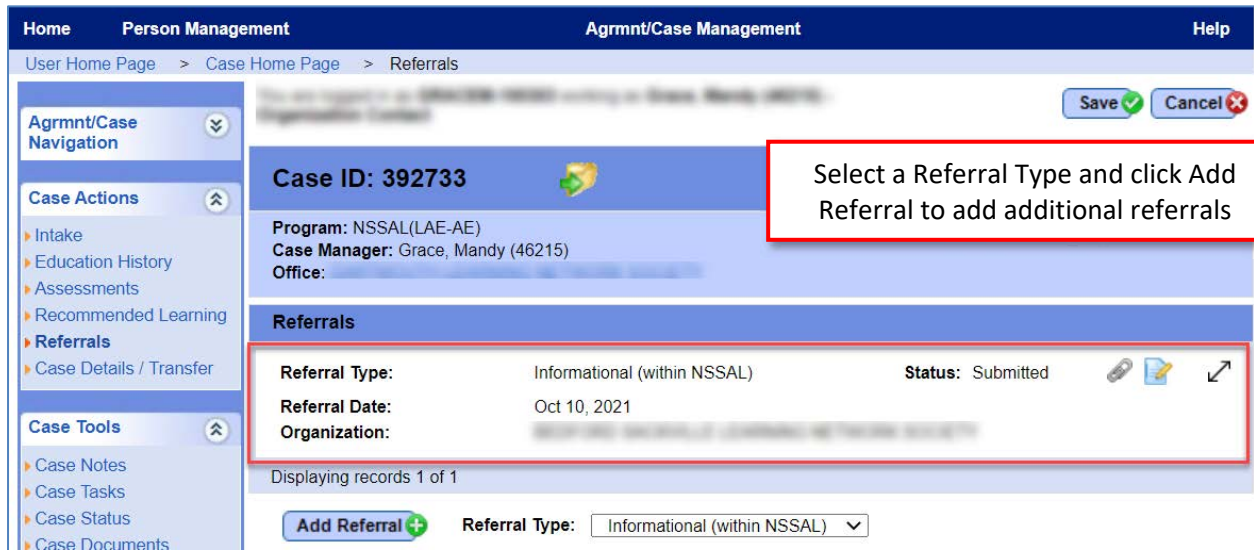 Home Person Management Agrmnt/Case Management Help
User Home Page > Case Home Page > Referrals
Save Cancel
Agrmnt/Case
Navigation
Case Actions
Intake
Education History
Assessments
Recommended Learning
Referrals
Case Details / Transfer
Case Tools
Case Notes
Case Tasks
Case Status
Case Documents
Case ID: 392733
Select a Referral Type and click Add
Referral to add additional referrals
Program: NSSAL(LAE-AE)
Case Manager: Grace, Mandy (46215)
Office:
Referrals
Referral Type: Informational (within NSSAL) Status: Submitted
Referral Date: Oct 10, 2021
Organization:
Displaying records 1 of 1
Add Referral Referral Type: Informational (within NSSAL)